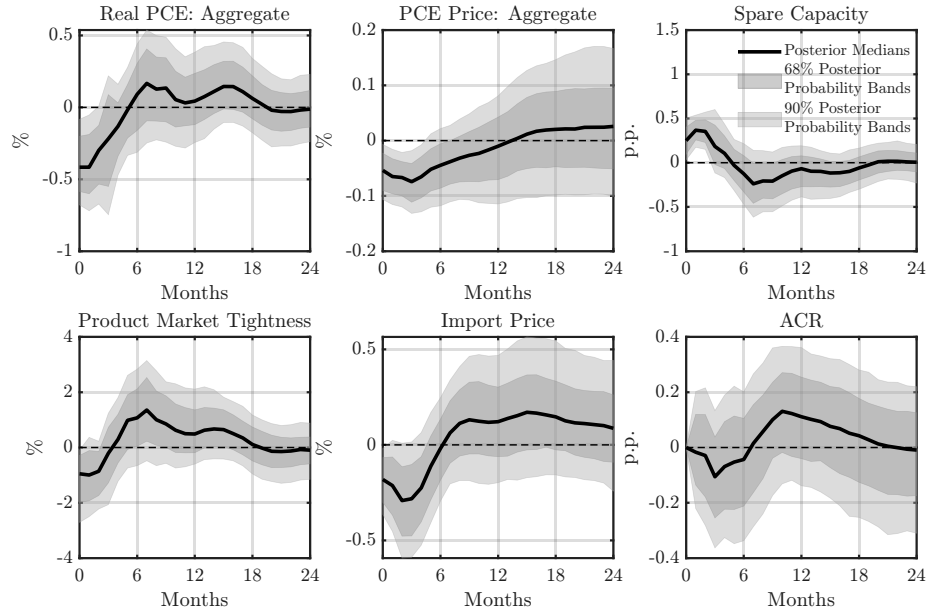 Real PCE: Aggregate
0.5
0
-0.5
-1
%
0 6 12 18 24
Months
PCE Price: Aggregate
0.2
0.1
0
-0.1
-0.2
%
0 6 12 18 24
Months
Spare Capacity
1.5
1
0.5
0
-0.5
-1
p.p.
Posterior Medians
68% Posterior
Probability Bands
90% Posterior
Probability Bands
0 6 12 18 24
Months
Product Market Tightness
4
2
0
-2
-4
%
0 6 12 18 24
Months
Import Price
0.5
0
-0.5
%
0 6 12 18 24
Months
ACR
0.4
0.2
0
-0.2
-0.4
p.p.
0 6 12 18 24
Months